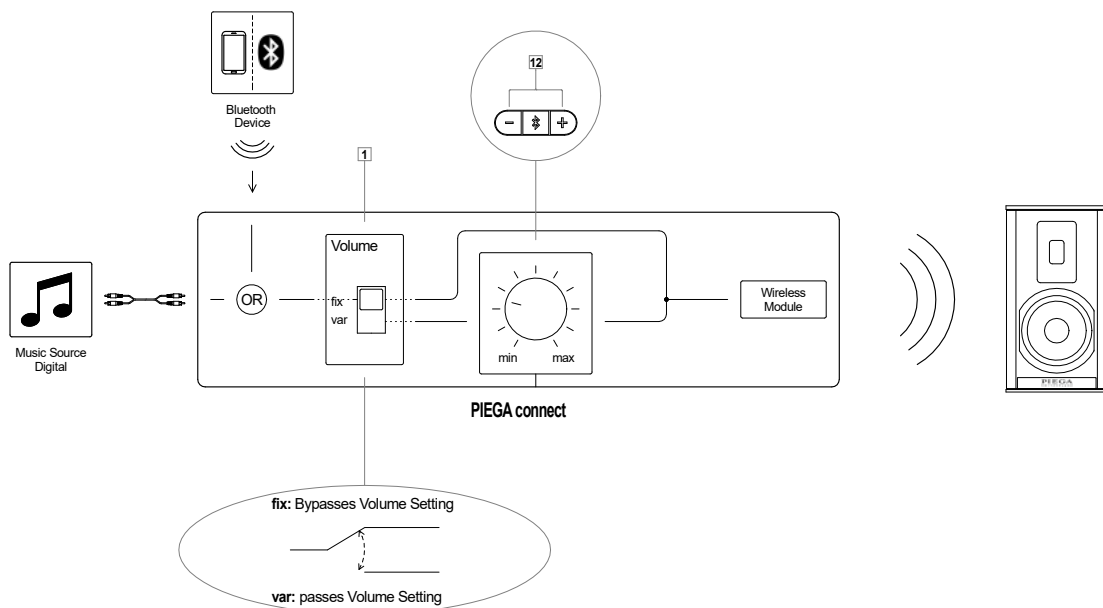 12
Bluetooth
Device
1
Volume
fix
var
OR
min
max
Wireless
Module
Music Source
Digital
PIEGA
PIEGA connect
fix: Bypasses Volume Setting
var: passes Volume Setting